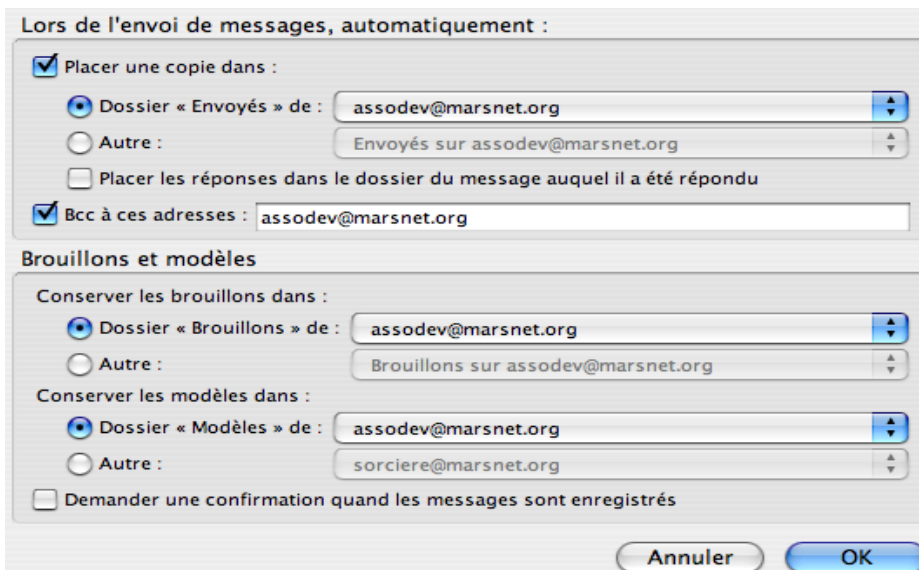 Lors de l'envoi de messages, automatiquement :
Placer une copie dans :
Dossier « Envoyés » de : assodev@marsnet.org
Autre : Envoyés sur assodev@marsnet.org
Placer les réponses dans le dossier du message auquel il a été répondu
Bcc à ces adresses : assodev@marsnet.org
Brouillons et modèles
Conserver les brouillons dans :
Dossier « Brouillons » de : assodev@marsnet.org
Autre : Brouillons sur assodev@marsnet.org
Conserver les modèles dans :
Dossier « Modèles » de : assodev@marsnet.org
Autre : sorciere@marsnet.org
Demander une confirmation quand les messages sont enregistrés
Annuler OK